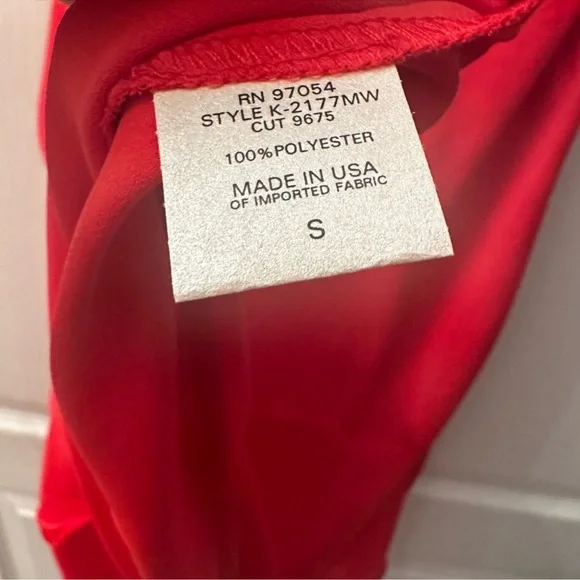 RN 97054
STYLE K-2177MW
CUT 9675
100%POLYESTER
MADE IN USA
OF IMPORTED FABRIC
S